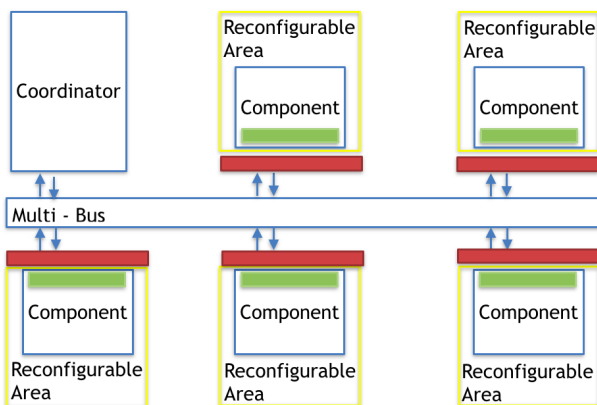 Reconfigurable
Area
Reconfigurable
Area
Coordinator
Component
Component
Multi - Bus
Component
Component
Component
Reconfigurable
Area
Reconfigurable
Area
Reconfigurable
Area